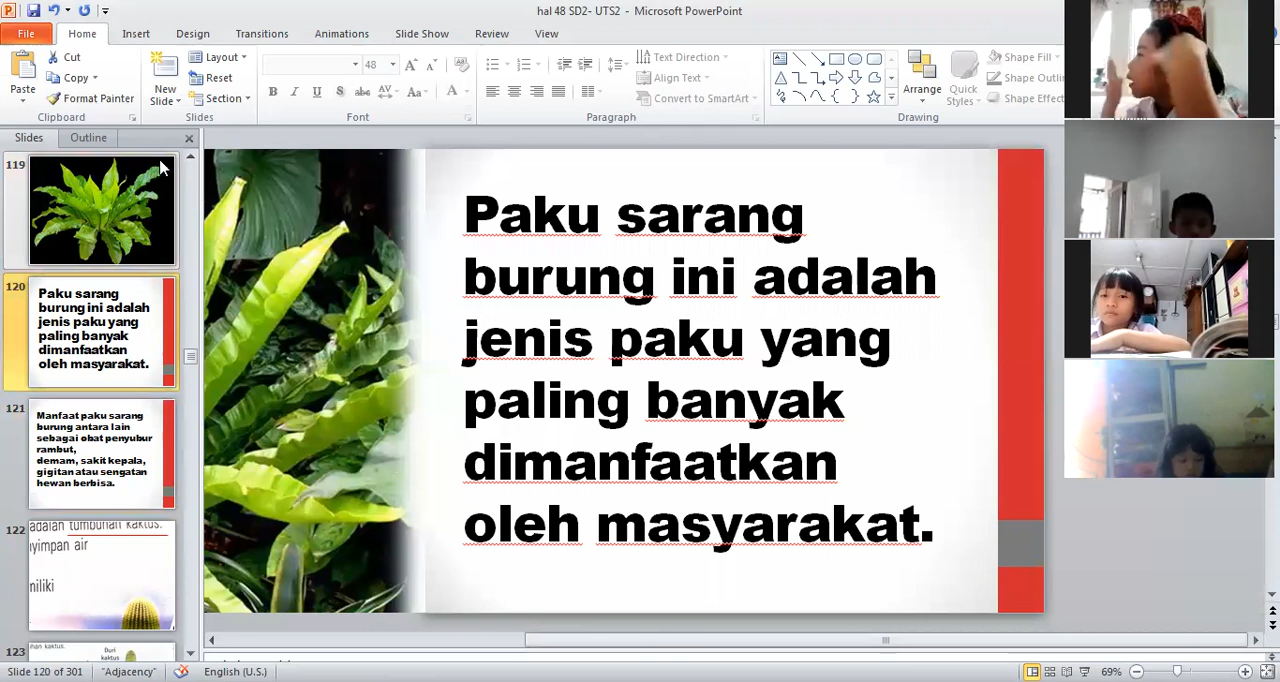 hal 48 SD2- UTS2 - Microsoft PowerPoint
File Home Insert Design Transitions Animations Slide Show Review View
Cut
Copy
Format Painter
Paste
Clipboard
New Slide
Layout
Reset
Section
Slides
48
Font
Text Direction
Align Text
Convert to SmartArt
Paragraph
Arrange
Quick Styles
Shape Fill
Shape Outlin
Shape Effect
Drawing
Slides Outline
119
120
Paku sarang
burung ini adalah
jenis paku yang
paling banyak
dimanfaatkan
oleh masyarakat.
121
Manfaat paku sarang
burung antara lain
sebagai obat penyubur
rambut,
demam, sakit kepala,
gigitan atau sengatan
hewan berbisa.
122
adalah tumbuhan kaktus.
nyimpan air
miliki
123
Duri
kaktus
Paku sarang
burung ini adalah
jenis paku yang
paling banyak
dimanfaatkan
oleh masyarakat.
Slide 120 of 301 "Adjacency" English (U.S.) 69%